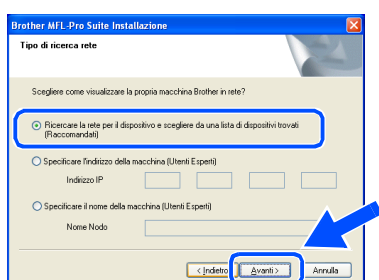 Brother MFL-Pro Suite Installazione
Tipo di ricerca rete
Scegliere come visualizzare la propria macchina Brother in rete?
Ricercare la rete per il dispositivo e scegliere da una lista di dispositivi trovati
(Raccomandati)
Specificare l'indirizzo della macchina (Utenti Esperti)
Indirizzo IP
Specificare il nome della macchina (Utenti Esperti)
Nome Nodo
< Indietro Avanti > Annulla